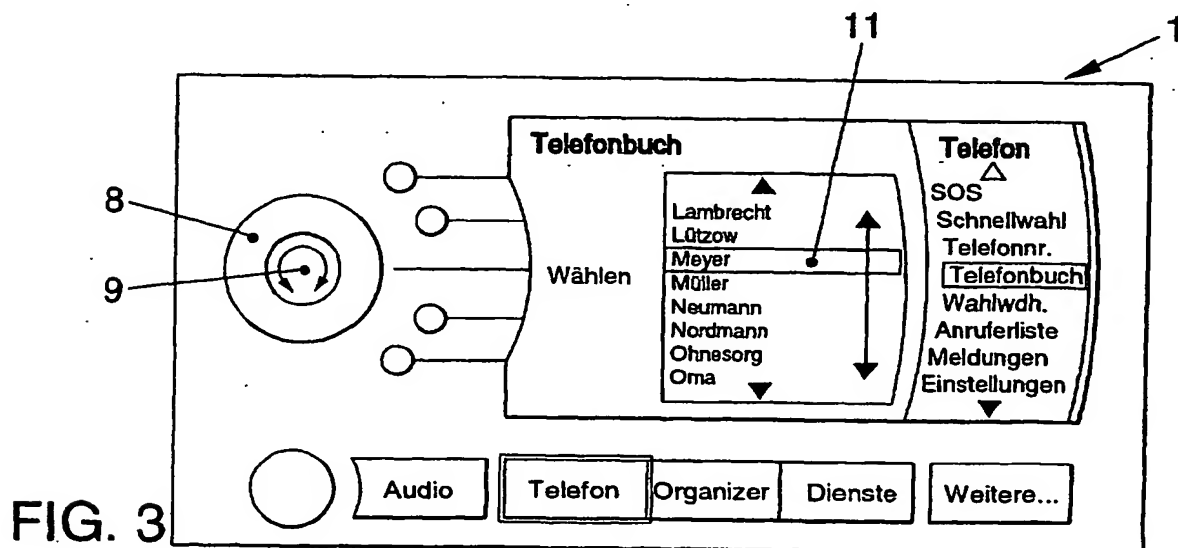 11
1
8
9
Telefonbuch
Wählen
Lambrecht
Lützow
Meyer
Müller
Neumann
Nordmann
Ohnesorg
Oma
Telefon
SOS
Schnellwahl
Telefonnr.
Telefonbuch
Wahlwdh.
Anruferliste
Meldungen
Einstellungen
Audio
Telefon
Organizer
Dienste
Weitere...
FIG. 3